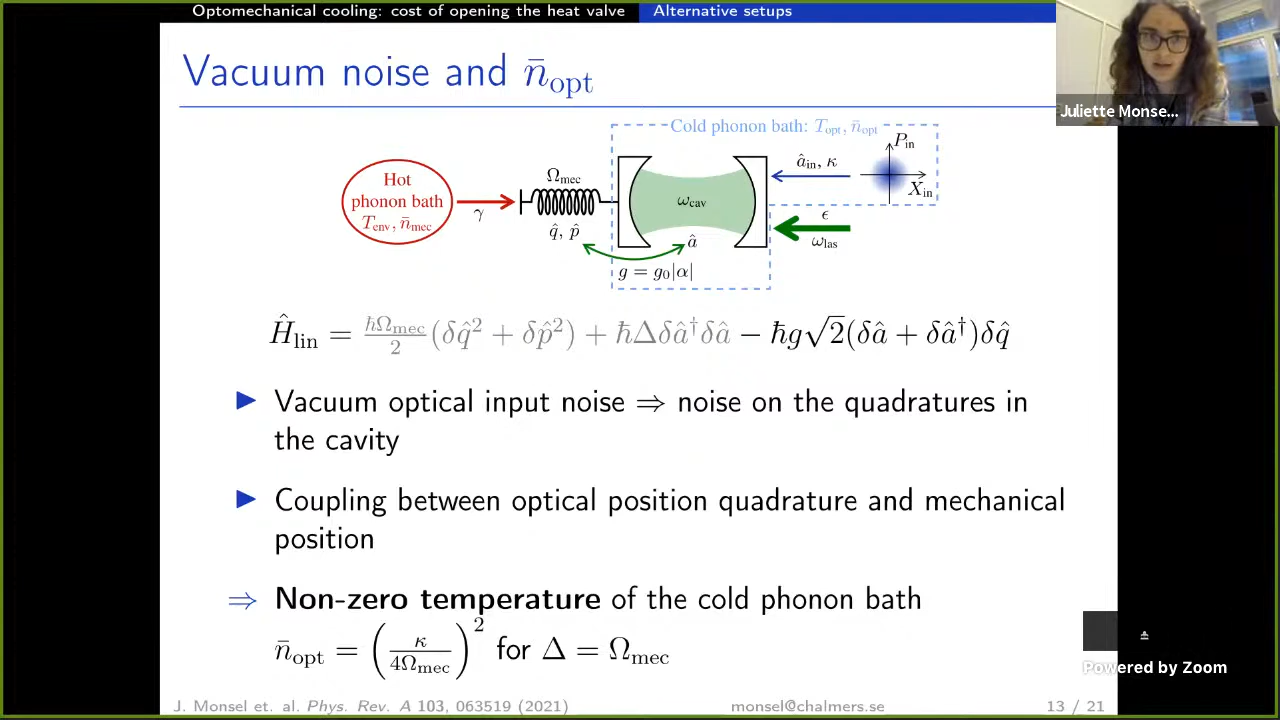 Optomechanical cooling: cost of opening the heat valve
Alternative setups
Juliette Monse...
Vacuum noise and n̄_opt
Cold phonon bath: T_opt, n̄_opt
Hot
phonon bath
T_env, n̄_mec
γ
Ω_mec
q̂, p̂
ω_cav
â
g = g₀|α|
â_in, κ
P_in
X_in
ϵ
ω_las
Ĥ_lin = ħΩ_mec/2 (δq̂² + δp̂²) + ħΔδâ†δâ − ħg√2(δâ + δâ†)δq̂
▶ Vacuum optical input noise ⇒ noise on the quadratures in
the cavity
▶ Coupling between optical position quadrature and mechanical
position
⇒ Non-zero temperature of the cold phonon bath
n̄_opt = (κ/4Ω_mec)² for Δ = Ω_mec
Powered by Zoom
J. Monsel et. al. Phys. Rev. A 103, 063519 (2021)
monsel@chalmers.se
13 / 21